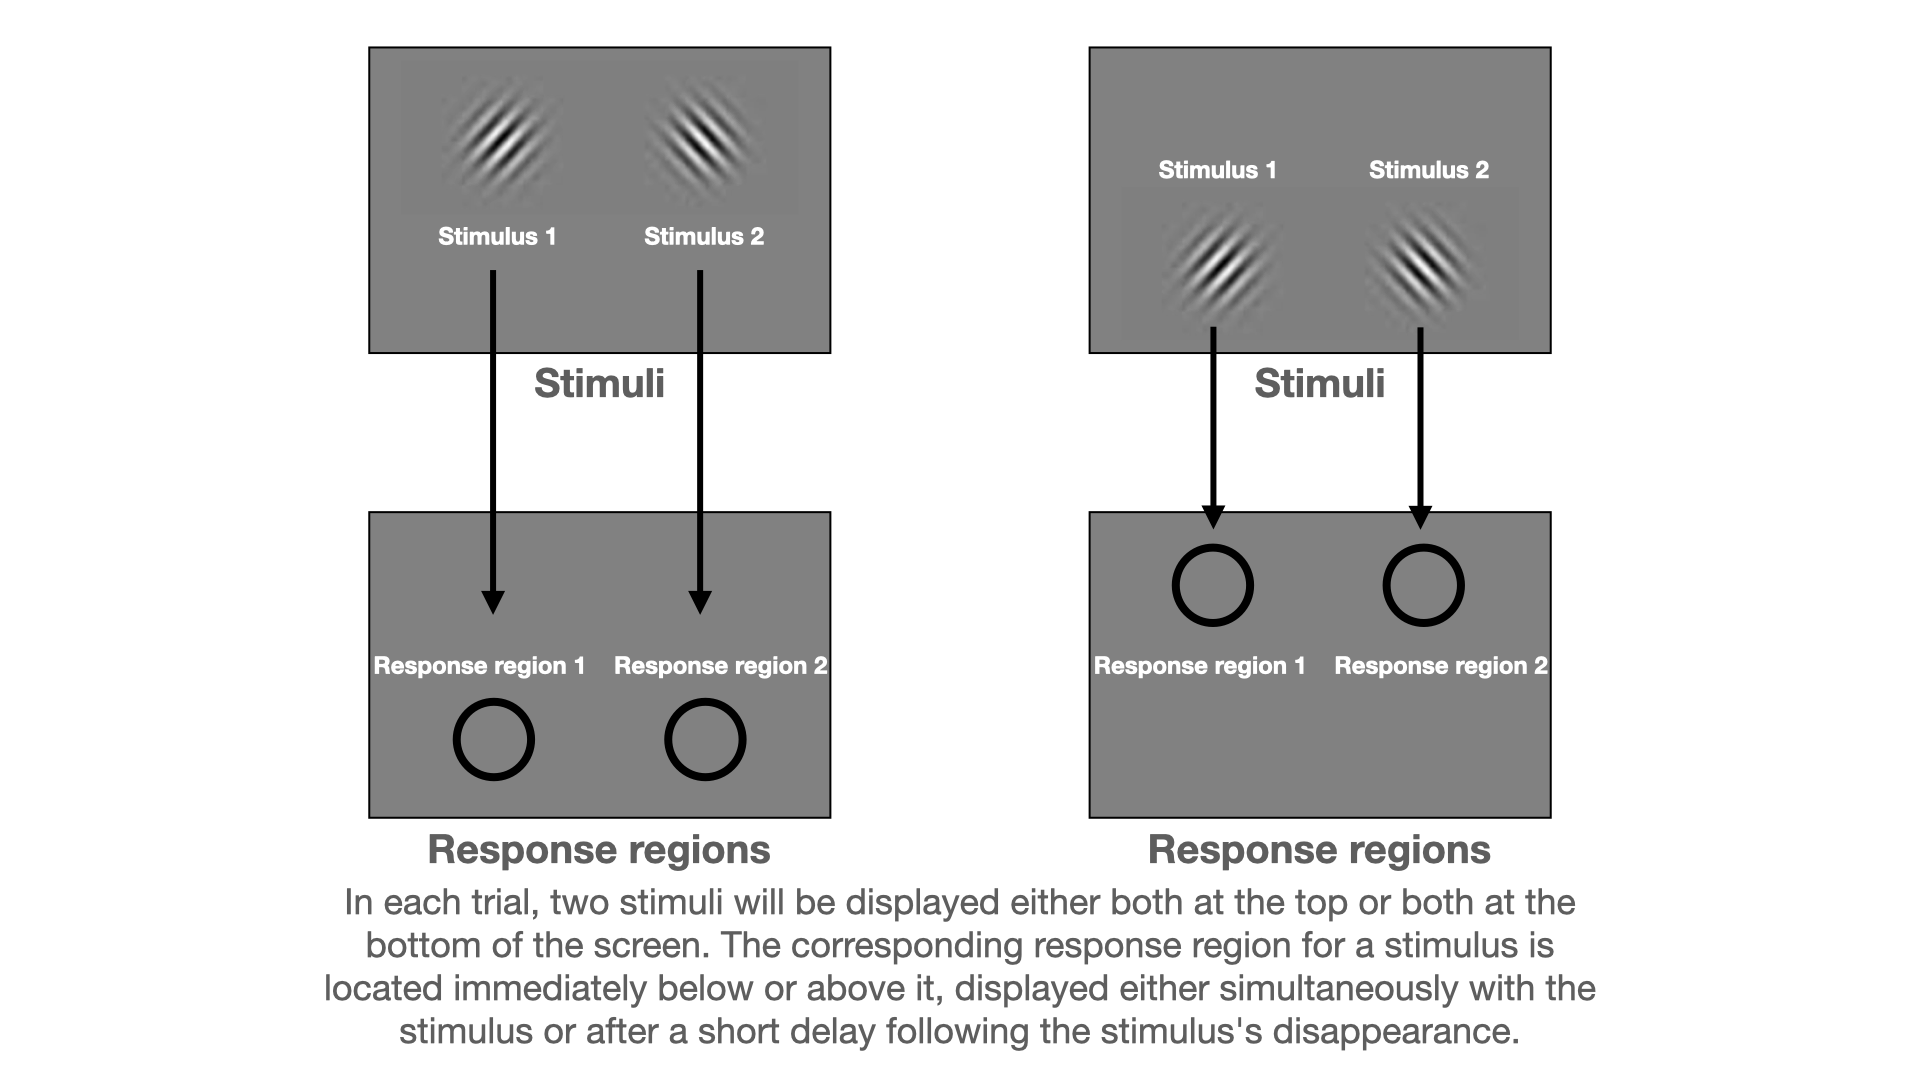 Stimulus 1 Stimulus 2
Stimuli
Response region 1 Response region 2
Response regions
Stimulus 1 Stimulus 2
Stimuli
Response region 1 Response region 2
Response regions
In each trial, two stimuli will be displayed either both at the top or both at the
bottom of the screen. The corresponding response region for a stimulus is
located immediately below or above it, displayed either simultaneously with the
stimulus or after a short delay following the stimulus's disappearance.